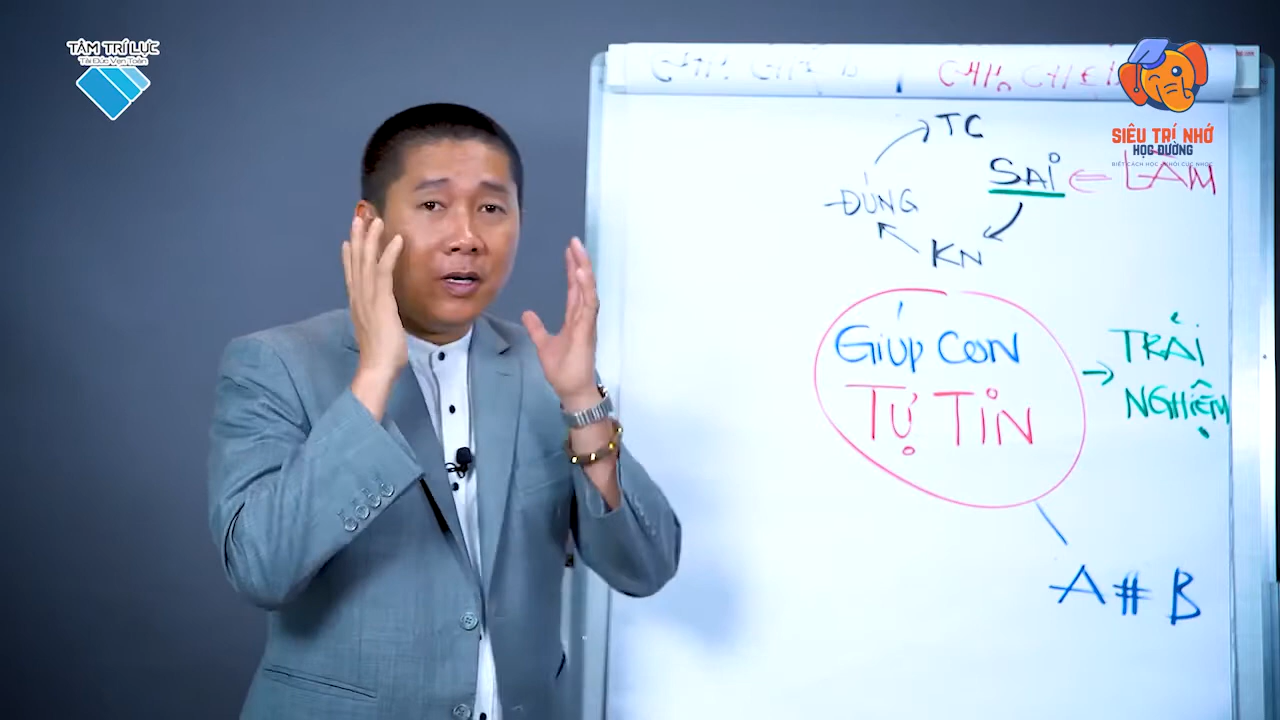 TÂM TRÍ LỰC
Tài Đức Vẹn Toàn
SIÊU TRÍ NHỚ
HỌC ĐƯỜNG
TC
SAI ← LẦM
ĐÚNG
KN
GIÚP CON
TỰ TIN
→ TRẢI
NGHIỆM
A # B